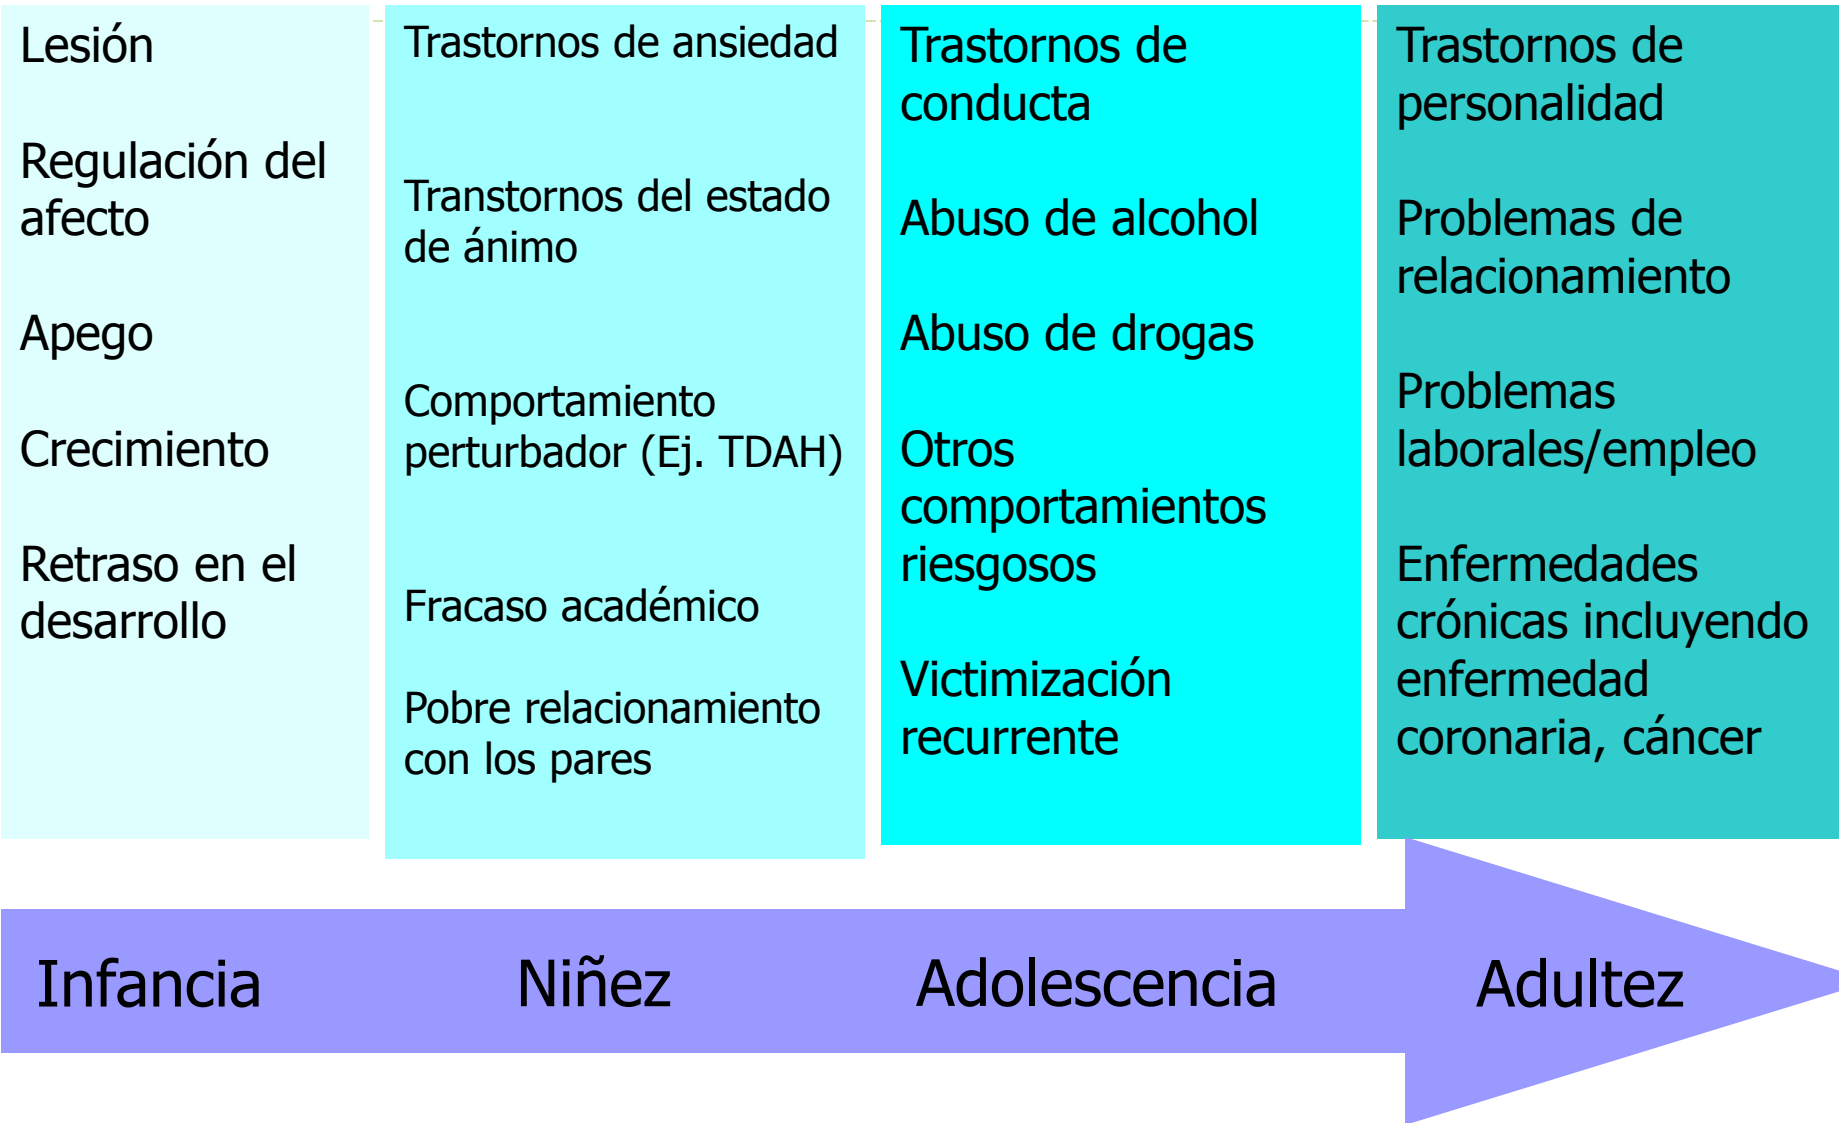 Lesión
Regulación del
afecto
Apego
Crecimiento
Retraso en el
desarrollo
Trastornos de ansiedad
Transtornos del estado
de ánimo
Comportamiento
perturbador (Ej. TDAH)
Fracaso académico
Pobre relacionamiento
con los pares
Trastornos de
conducta
Abuso de alcohol
Abuso de drogas
Otros
comportamientos
riesgosos
Victimización
recurrente
Trastornos de
personalidad
Problemas de
relacionamiento
Problemas
laborales/empleo
Enfermedades
crónicas incluyendo
enfermedad
coronaria, cáncer
Infancia
Niñez
Adolescencia
Adultez